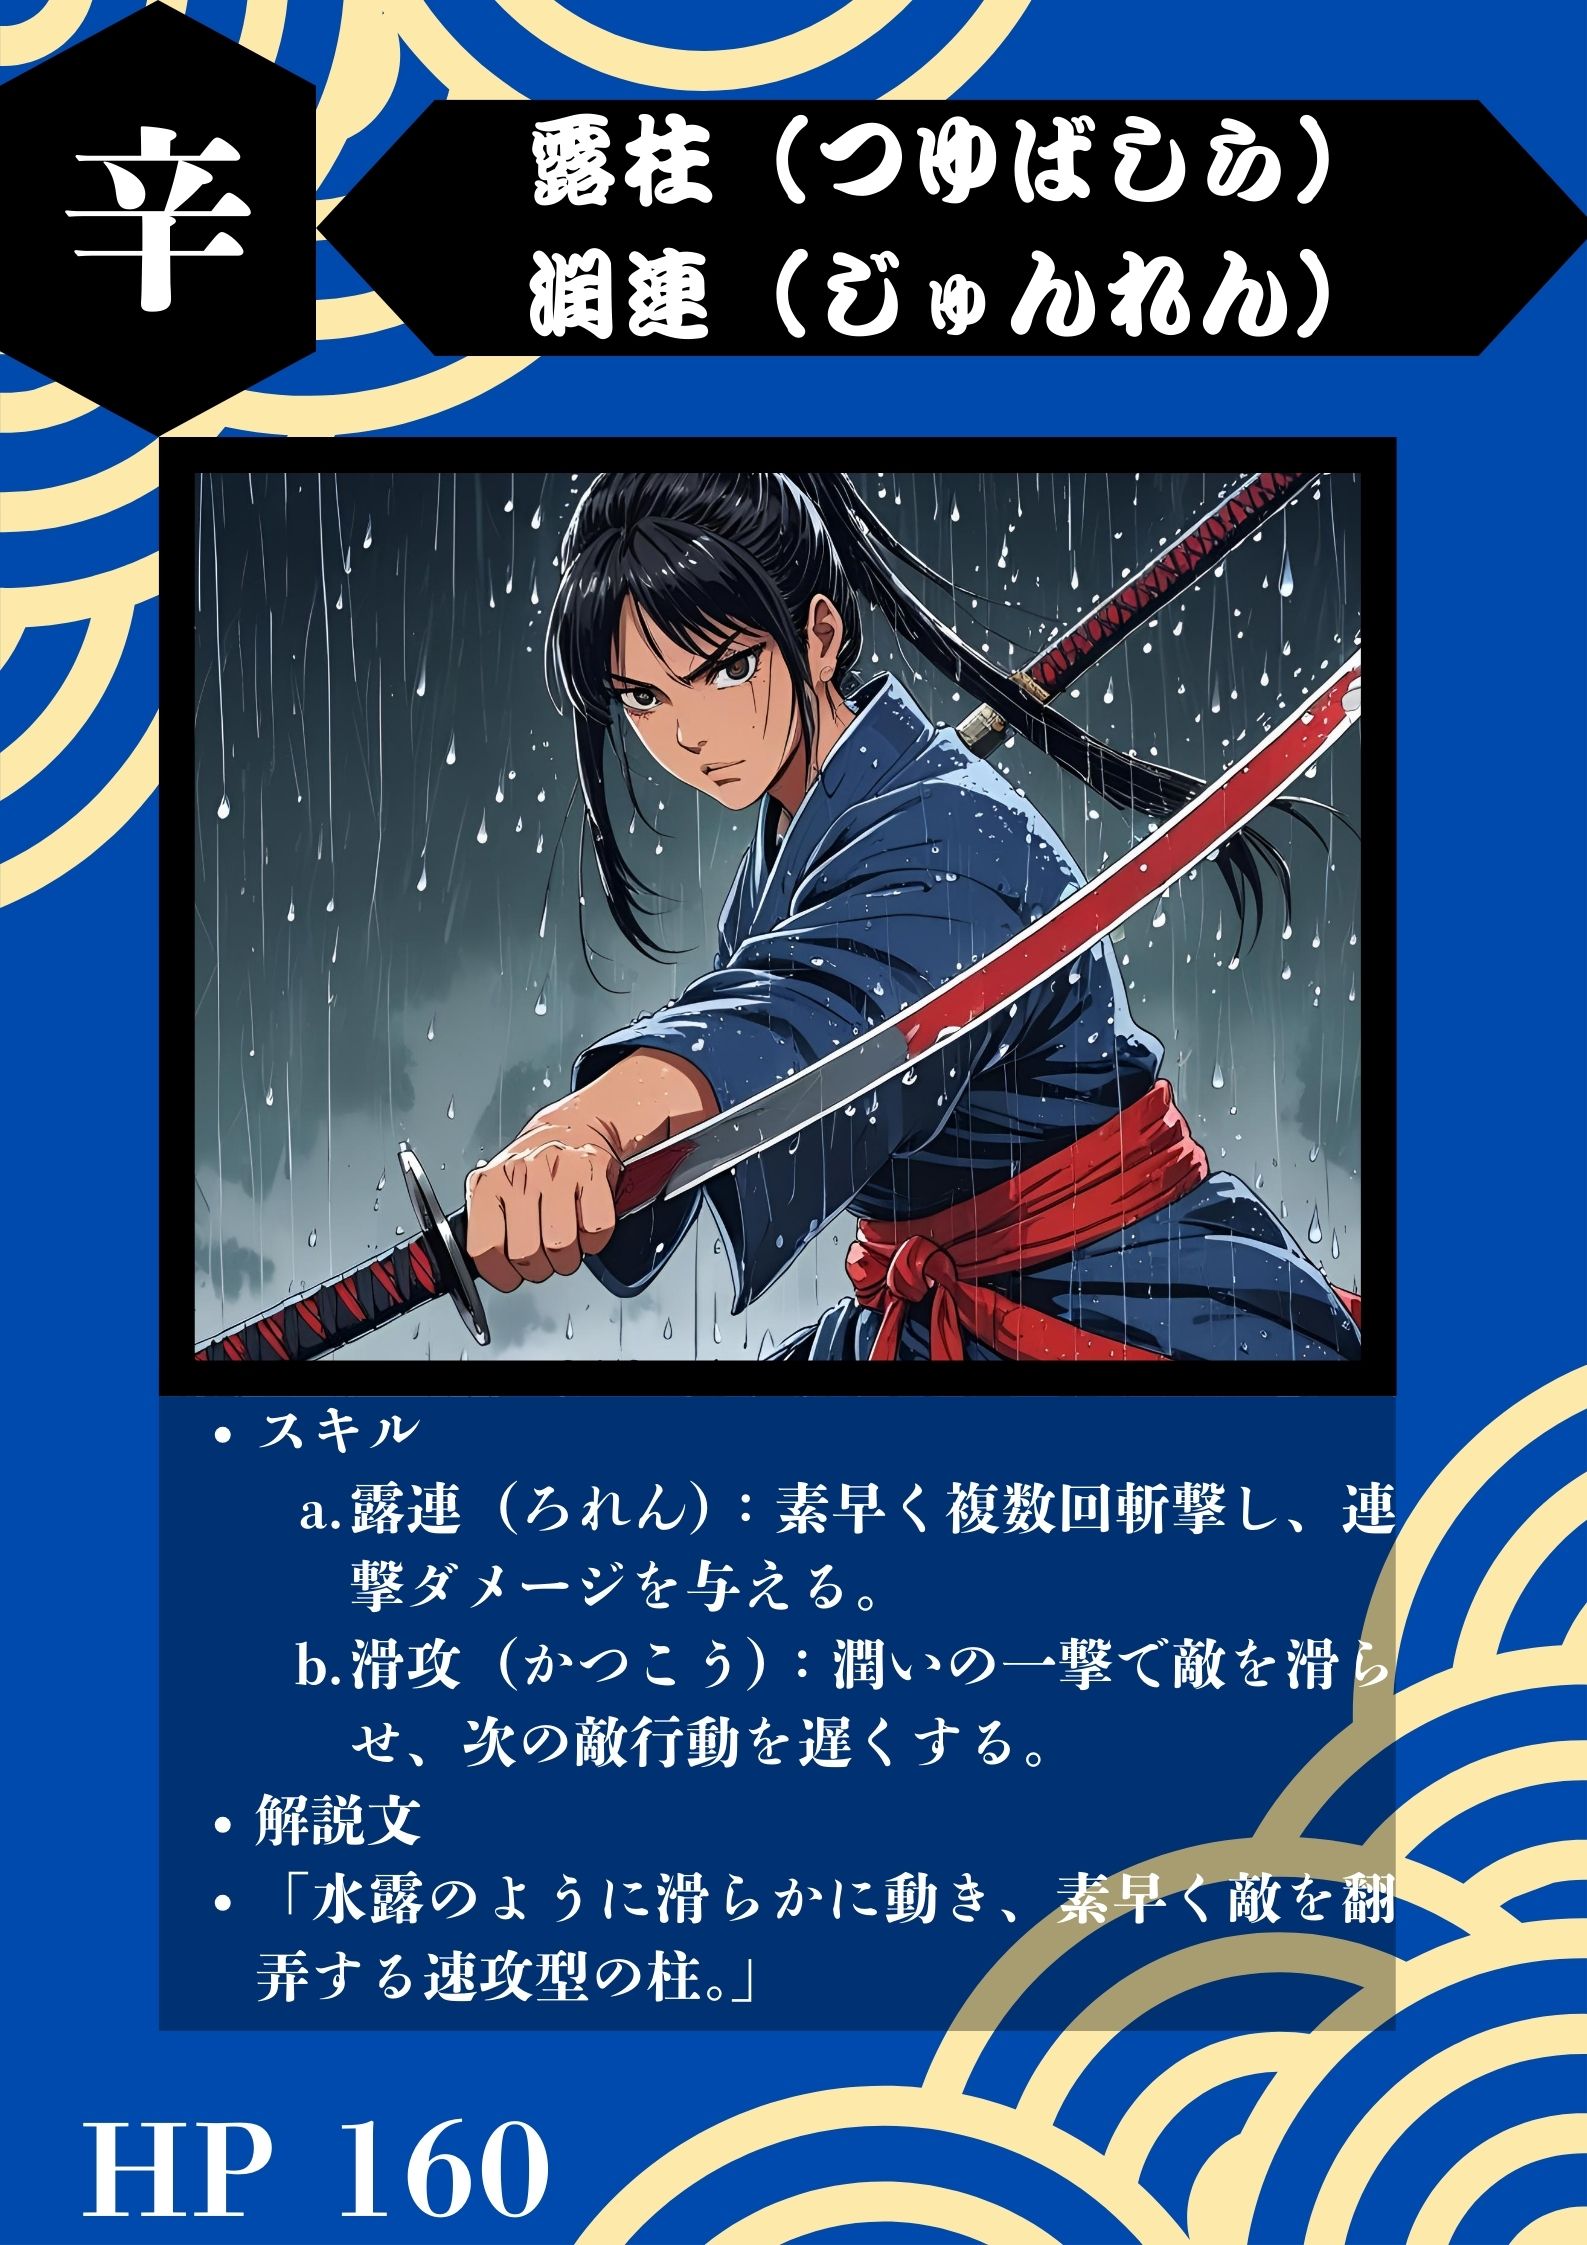 辛
露柱（つゆばしら）
潤連（じゅんれん）
• スキル
a. 露連（ろれん）：素早く複数回斬撃し、連
撃ダメージを与える。
b. 滑攻（かつこう）：潤いの一撃で敵を滑ら
せ、次の敵行動を遅くする。
• 解説文
• 「水露のように滑らかに動き、素早く敵を翻
弄する速攻型の柱。」
HP 160